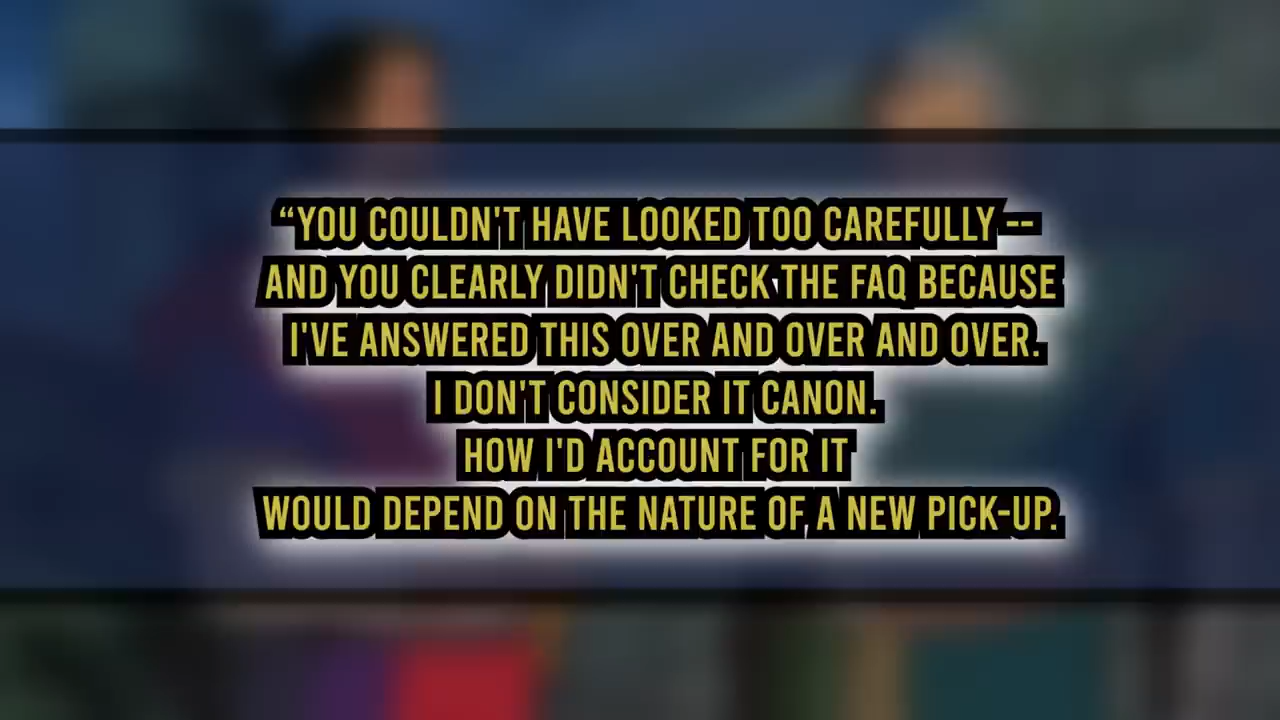 “YOU COULDN'T HAVE LOOKED TOO CAREFULLY --
AND YOU CLEARLY DIDN'T CHECK THE FAQ BECAUSE
I'VE ANSWERED THIS OVER AND OVER AND OVER.
I DON'T CONSIDER IT CANON.
HOW I'D ACCOUNT FOR IT
WOULD DEPEND ON THE NATURE OF A NEW PICK-UP.